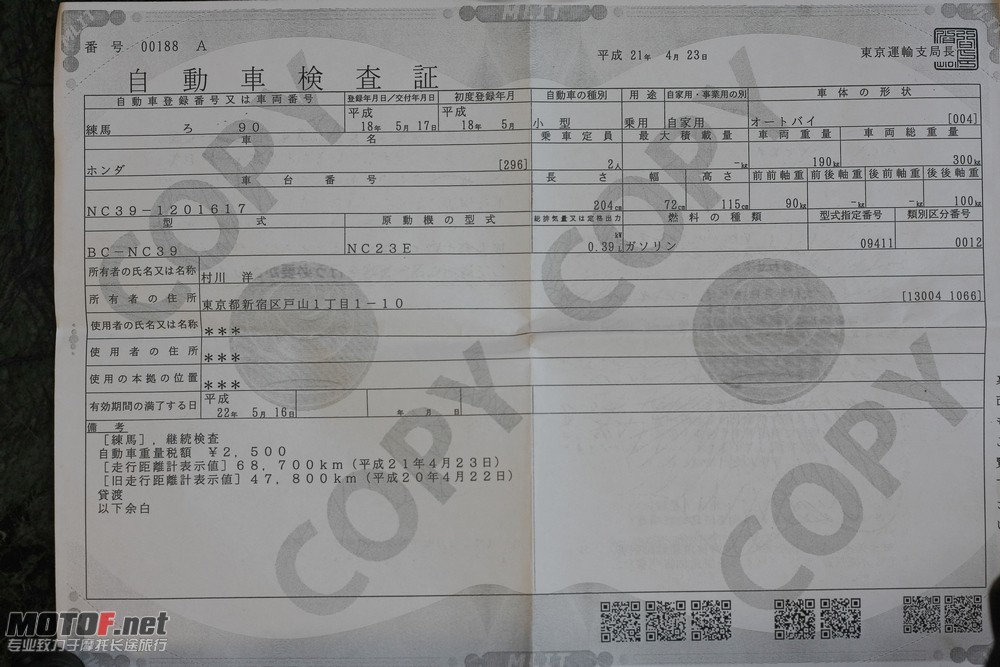 MLIT
番号 00188 A
平成 21年 4月 23日
東京運輸支局長
自動車検査証
自動車登録番号又は車両番号 登録年月日/交付年月日 初度登録年月 自動車の種別 用途 自家用・事業用の別 車体の形状
練馬 ろ 90 平成 18年 5月 17日 平成 18年 5月 小型 乗用 自家用 オートバイ [004]
車名 乗車定員 最大積載量 車両重量 車両総重量
ホンダ [296] 2人 -kg 190kg 300kg
車台番号 長さ 幅 高さ 前前軸重 前後軸重 後前軸重 後後軸重
NC39-1201617 204cm 72cm 115cm 90kg -kg -kg 100kg
型式 原動機の型式 総排気量又は定格出力 燃料の種類 型式指定番号 類別区分番号
BC-NC39 NC23E 0.39 kW L ガソリン 09411 0012
所有者の氏名又は名称 村川 洋
所有者の住所 東京都新宿区戸山1丁目1-10 [13004 1066]
使用者の氏名又は名称 ***
使用者の住所 ***
使用の本拠の位置 ***
有効期間の満了する日 平成 22年 5月 16日 年 月 日
備考
[練馬],継続検査
自動車重量税額 ¥2,500
[走行距離計表示値]68,700km(平成21年4月23日)
[旧走行距離計表示値]47,800km(平成20年4月22日)
貸渡
以下余白
COPY
COPY
COPY
COPY
MOTOF.net
专业致力于摩托长途旅行
MLIT